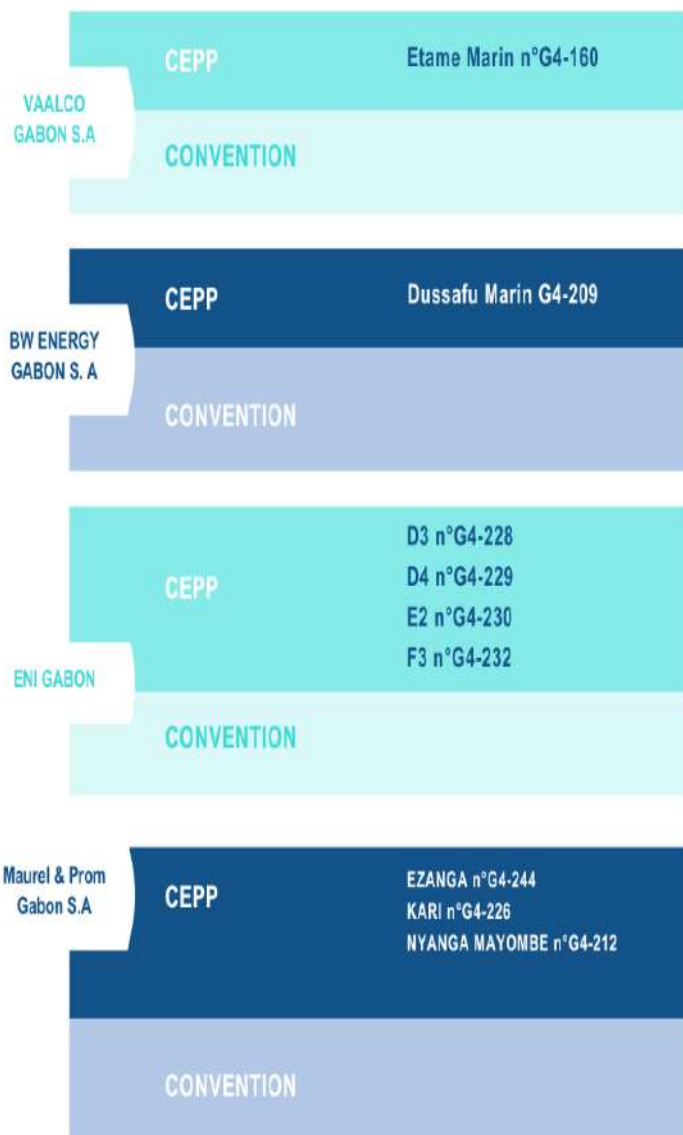 VAALCO
GABON S.A
CEPP
Etame Marin n°G4-160
CONVENTION
BW ENERGY
GABON S. A
CEPP
Dussafu Marin G4-209
CONVENTION
ENI GABON
CEPP
D3 n°G4-228
D4 n°G4-229
E2 n°G4-230
F3 n°G4-232
CONVENTION
Maurel & Prom
Gabon S.A
CEPP
EZANGA n°G4-244
KARI n°G4-226
NYANGA MAYOMBE n°G4-212
CONVENTION